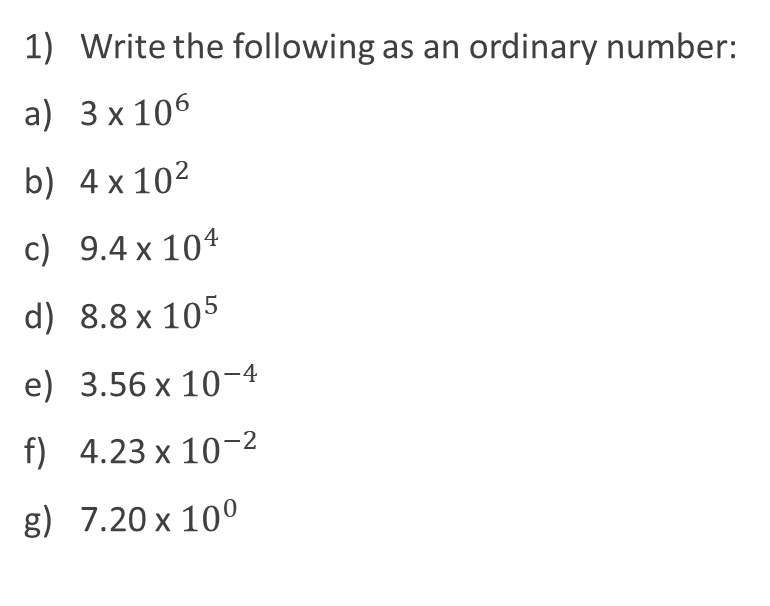 1) Write the following as an ordinary number:
a) 3 x 10⁶
b) 4 x 10²
c) 9.4 x 10⁴
d) 8.8 x 10⁵
e) 3.56 x 10⁻⁴
f) 4.23 x 10⁻²
g) 7.20 x 10⁰